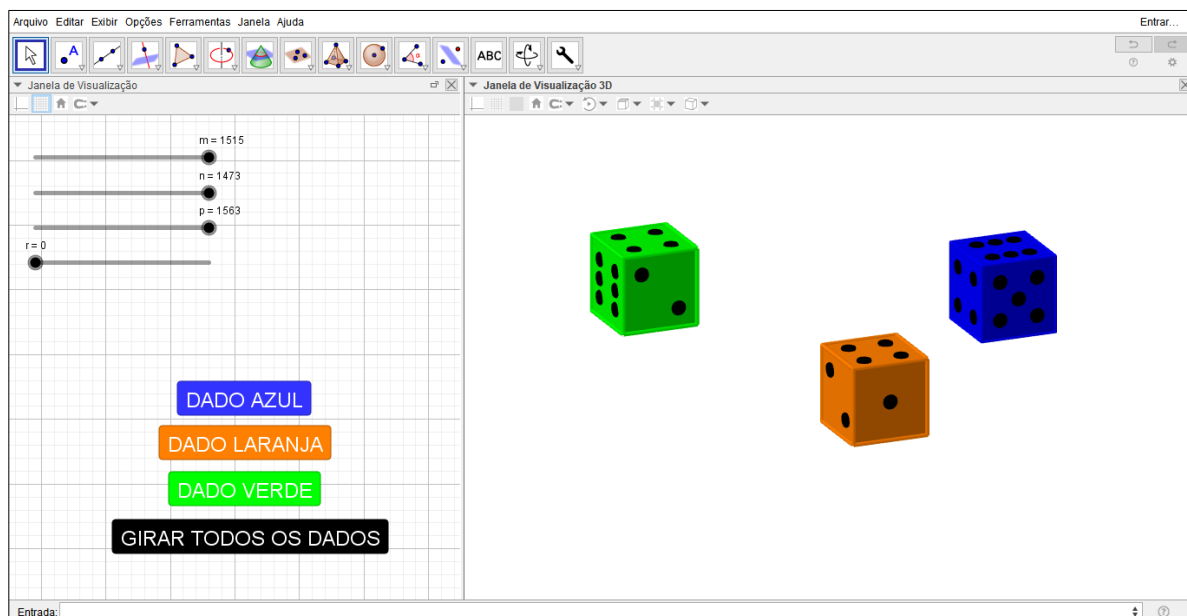 Arquivo Editar Exibir Opções Ferramentas Janela Ajuda Entrar...
A ABC
Janela de Visualização
Janela de Visualização 3D
m = 1515
n = 1473
p = 1563
r = 0
DADO AZUL
DADO LARANJA
DADO VERDE
GIRAR TODOS OS DADOS
Entrada: